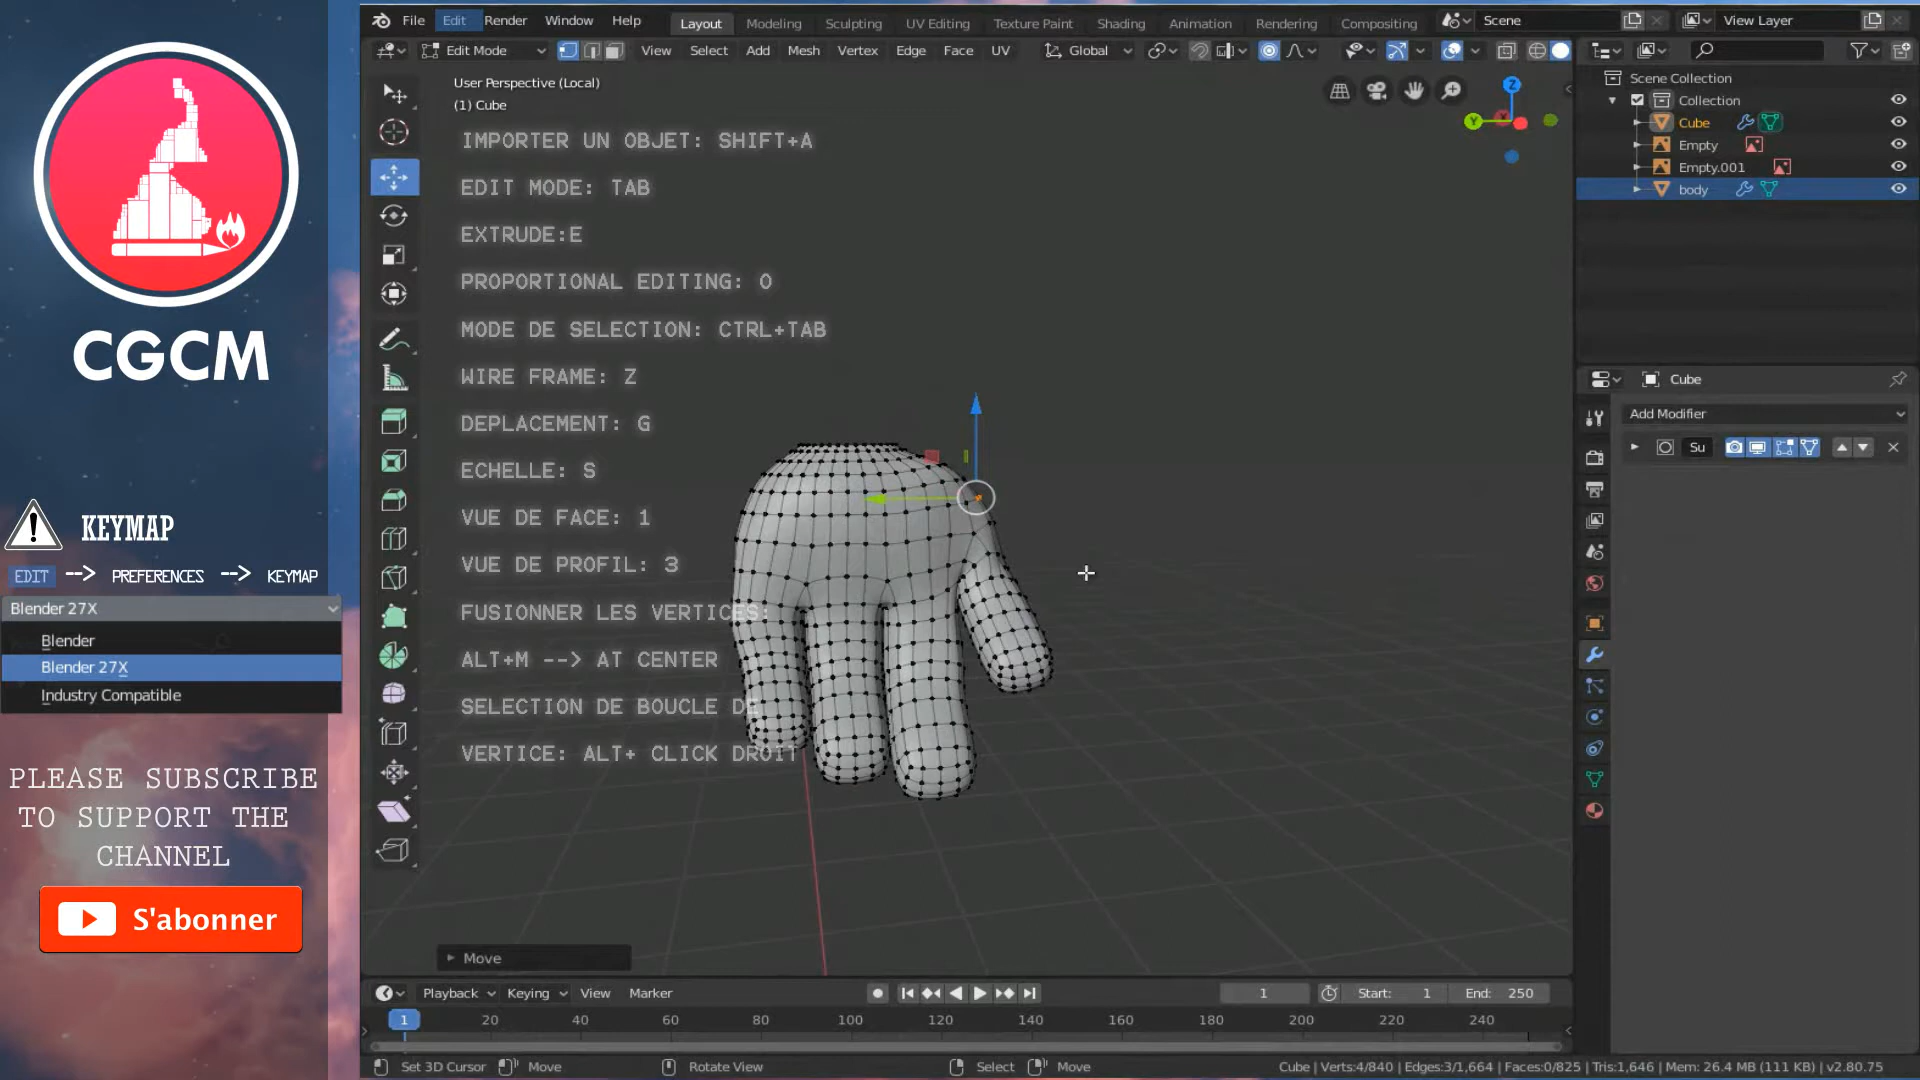 CGCM
KEYMAP
EDIT --> PREFERENCES --> KEYMAP
Blender 27X
Blender
Blender 27X
Industry Compatible
PLEASE SUBSCRIBE
TO SUPPORT THE
CHANNEL
S'abonner
File Edit Render Window Help
Layout Modeling Sculpting UV Editing Texture Paint Shading Animation Rendering Compositing
Scene
View Layer
Edit Mode
View Select Add Mesh Vertex Edge Face UV
Global
User Perspective (Local)
(1) Cube
IMPORTER UN OBJET: SHIFT+A
EDIT MODE: TAB
EXTRUDE:E
PROPORTIONAL EDITING: O
MODE DE SELECTION: CTRL+TAB
WIRE FRAME: Z
DEPLACEMENT: G
ECHELLE: S
VUE DE FACE: 1
VUE DE PROFIL: 3
FUSIONNER LES VERTICES:
ALT+M --> AT CENTER
SELECTION DE BOUCLE DE
VERTICE: ALT+ CLICK DROIT
Z
Y
Move
Scene Collection
Collection
Cube
Empty
Empty.001
body
Cube
Add Modifier
Su
Playback Keying View Marker
1
Start: 1
End: 250
1 20 40 60 80 100 120 140 160 180 200 220 240
Set 3D Cursor Move Rotate View Select Move
Cube | Verts:4/840 | Edges:3/1,664 | Faces:0/825 | Tris:1,646 | Mem: 26.4 MB (111 KB) | v2.80.75